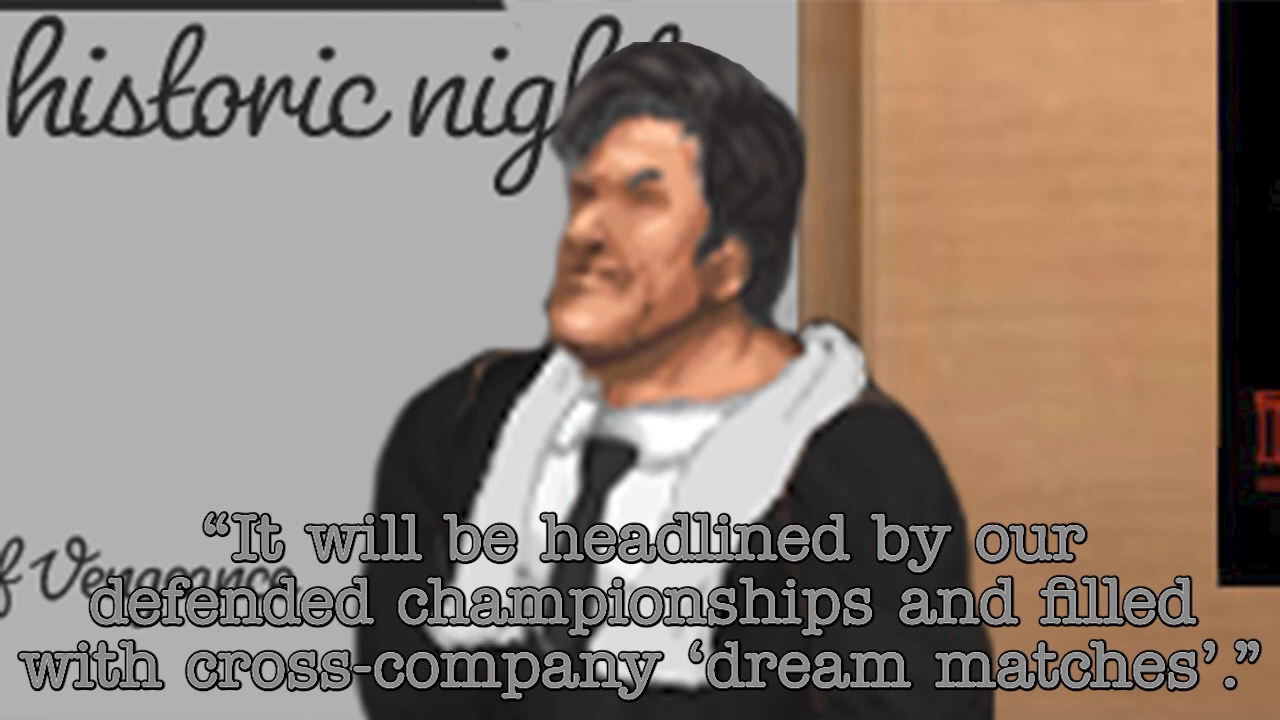 historic nig
f Vengeance
“It will be headlined by our
defended championships and filled
with cross-company ‘dream matches’.”